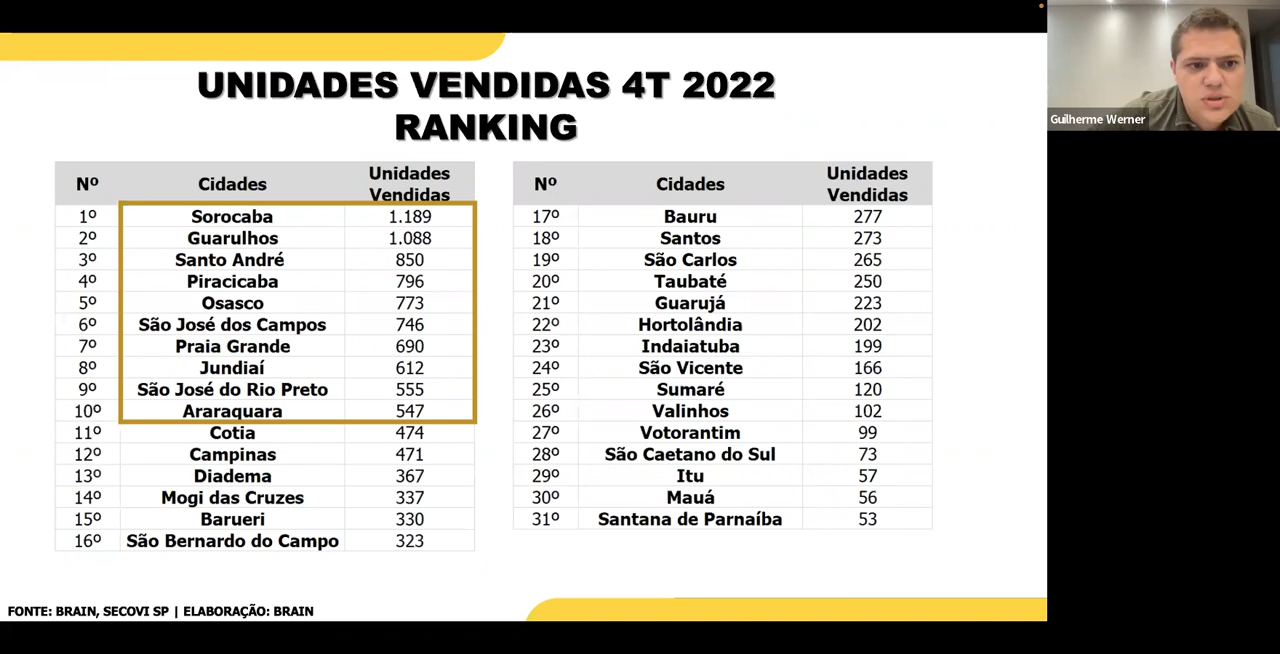 UNIDADES VENDIDAS 4T 2022
RANKING
Nº Cidades Unidades Vendidas
1º Sorocaba 1.189
2º Guarulhos 1.088
3º Santo André 850
4º Piracicaba 796
5º Osasco 773
6º São José dos Campos 746
7º Praia Grande 690
8º Jundiaí 612
9º São José do Rio Preto 555
10º Araraquara 547
11º Cotia 474
12º Campinas 471
13º Diadema 367
14º Mogi das Cruzes 337
15º Barueri 330
16º São Bernardo do Campo 323
Nº Cidades Unidades Vendidas
17º Bauru 277
18º Santos 273
19º São Carlos 265
20º Taubaté 250
21º Guarujá 223
22º Hortolândia 202
23º Indaiatuba 199
24º São Vicente 166
25º Sumaré 120
26º Valinhos 102
27º Votorantim 99
28º São Caetano do Sul 73
29º Itu 57
30º Mauá 56
31º Santana de Parnaíba 53
FONTE: BRAIN, SECOVI SP | ELABORAÇÃO: BRAIN
Guilherme Werner